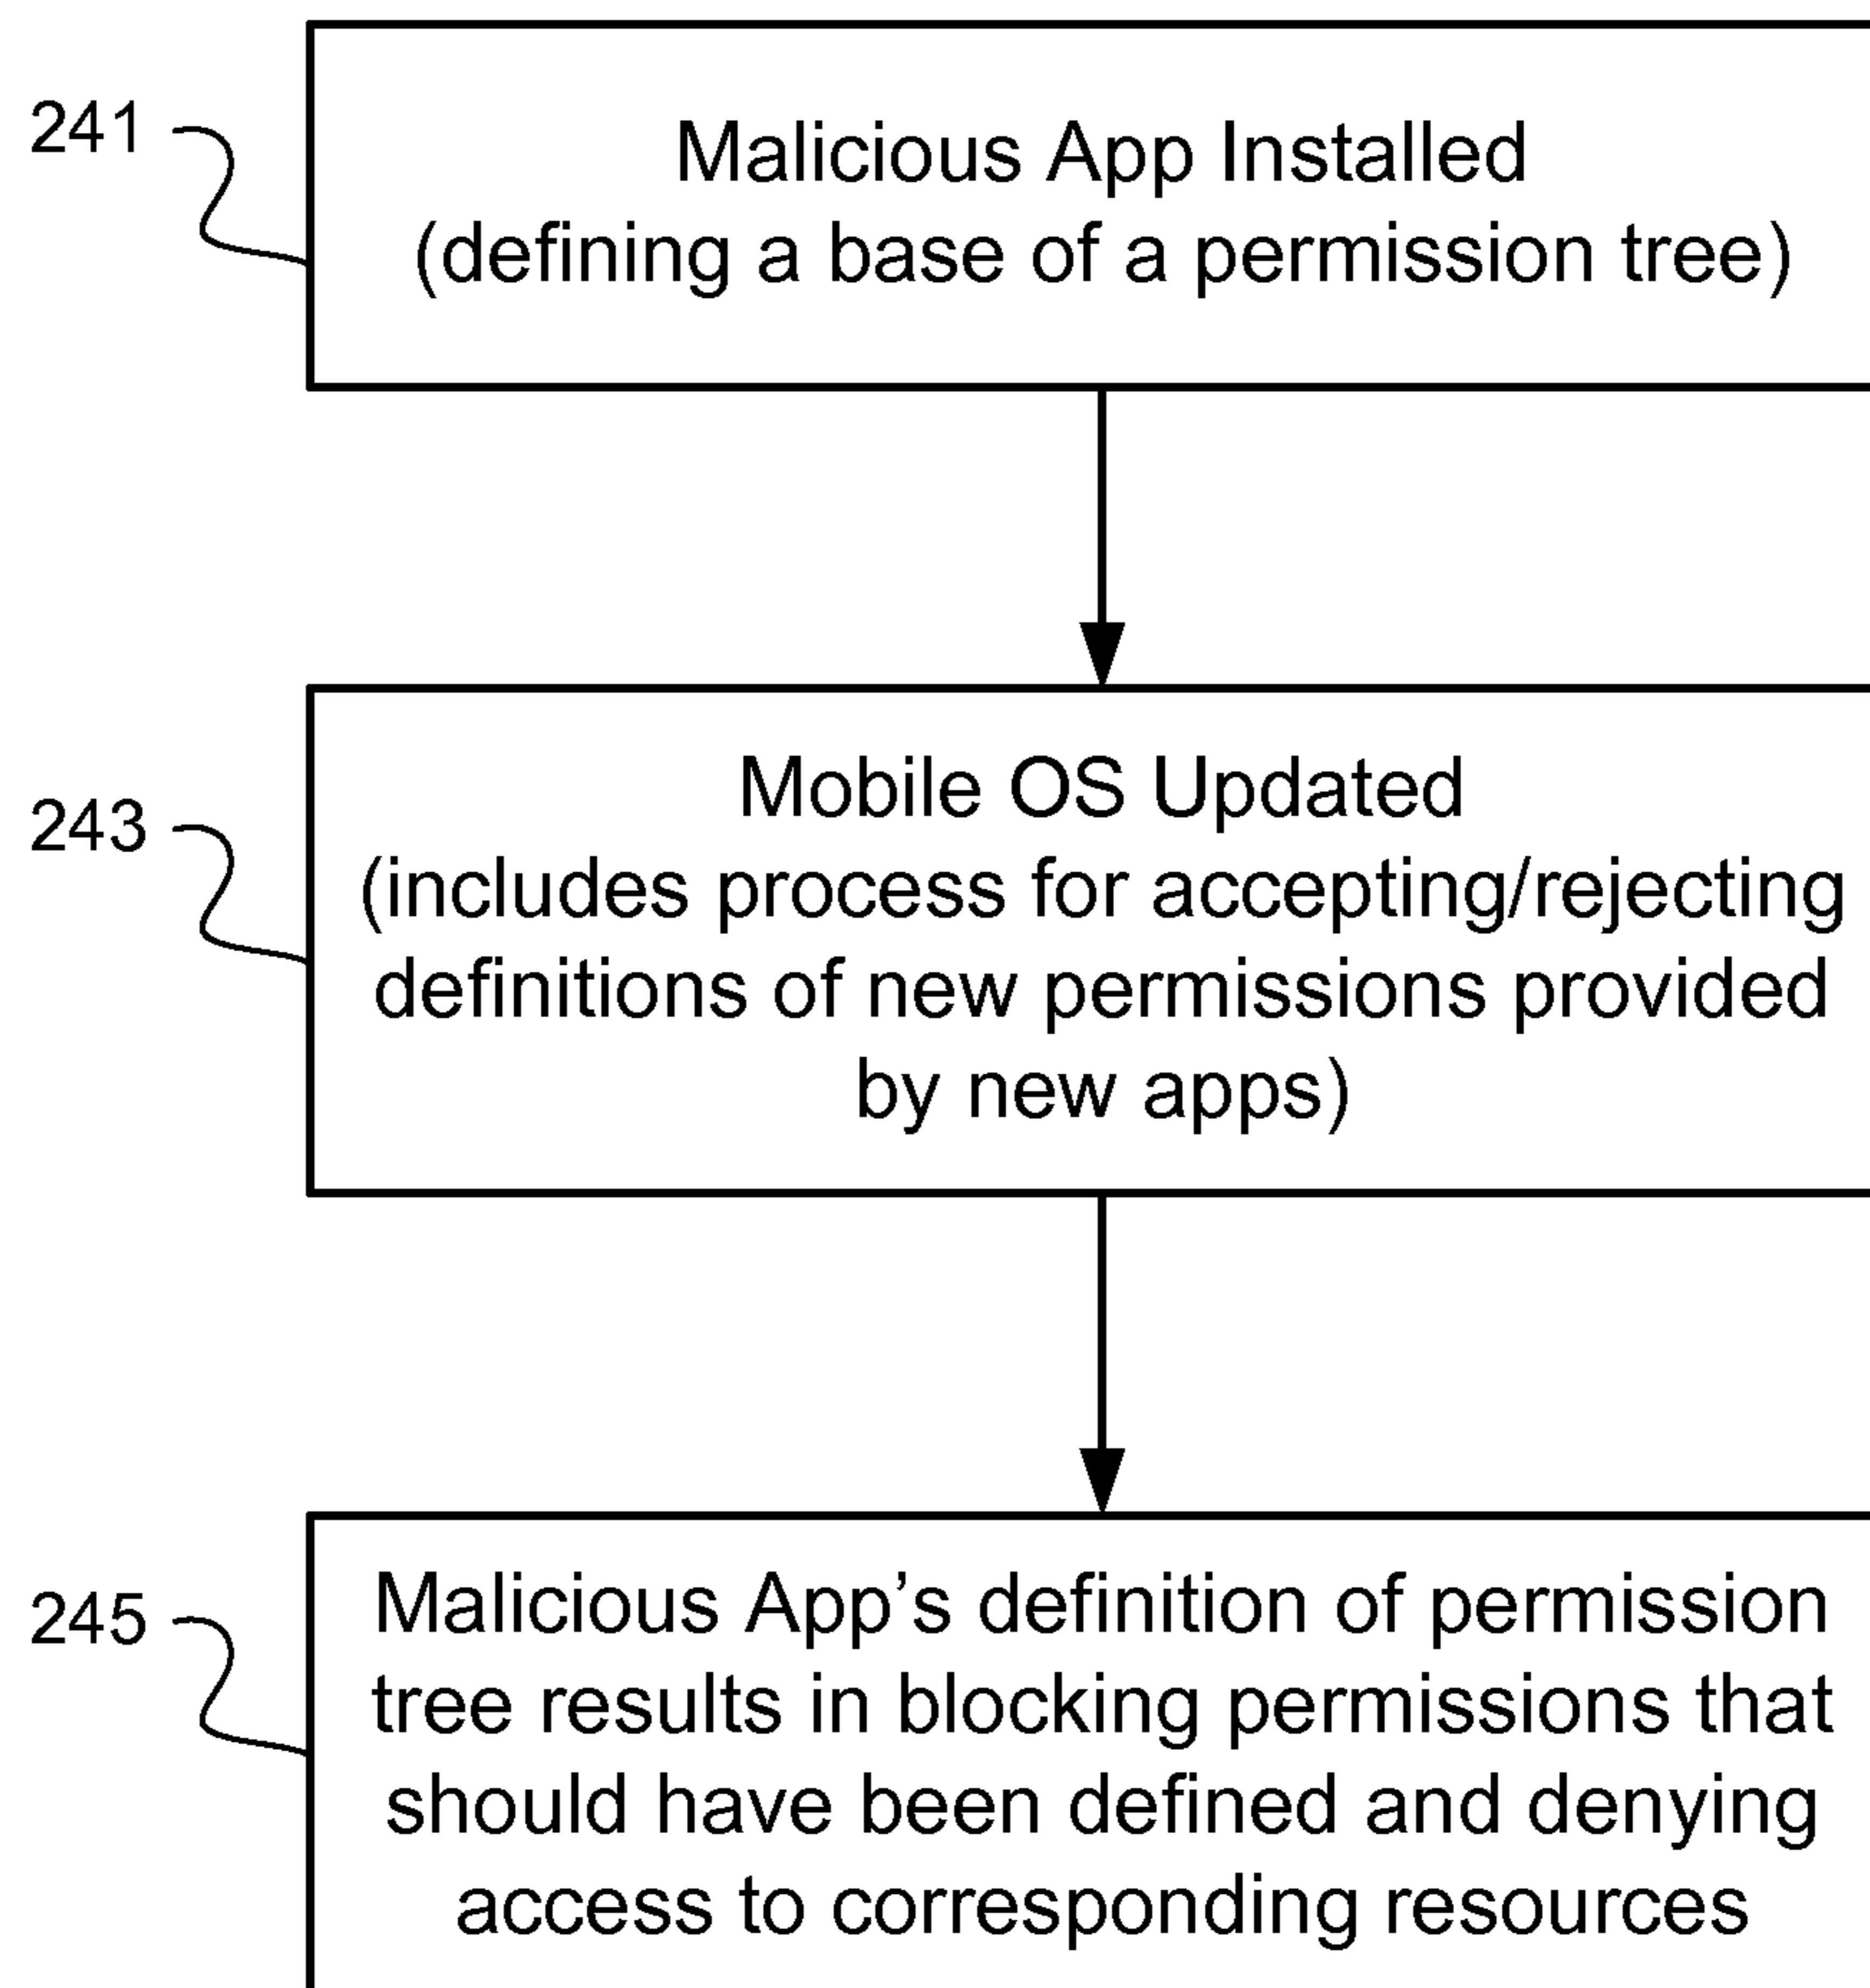 241
Malicious App Installed
(defining a base of a permission tree)
243
Mobile OS Updated
(includes process for accepting/rejecting
definitions of new permissions provided
by new apps)
245
Malicious App’s definition of permission
tree results in blocking permissions that
should have been defined and denying
access to corresponding resources